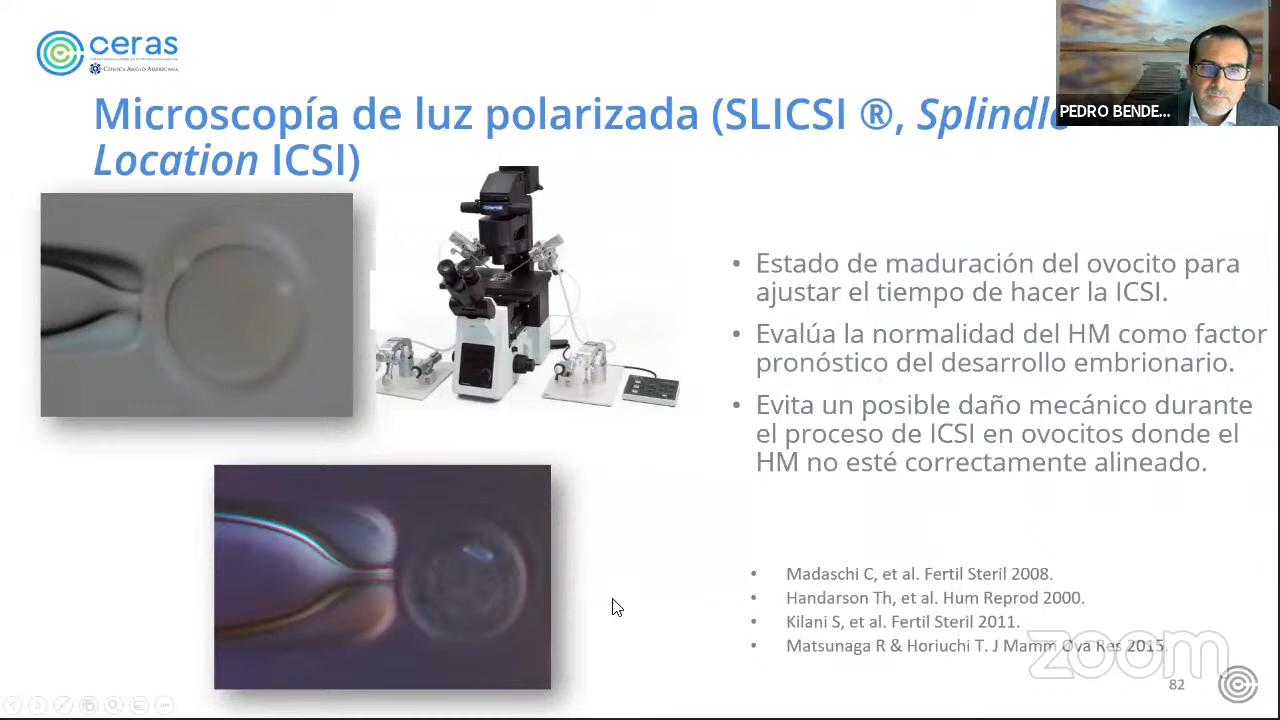 ceras
CLÍNICA ANGLO AMERICANA
PEDRO BENDE...
Microscopía de luz polarizada (SLICSI ®, Splindle
Location ICSI)
• Estado de maduración del ovocito para
ajustar el tiempo de hacer la ICSI.
• Evalúa la normalidad del HM como factor
pronóstico del desarrollo embrionario.
• Evita un posible daño mecánico durante
el proceso de ICSI en ovocitos donde el
HM no esté correctamente alineado.
• Madaschi C, et al. Fertil Steril 2008.
• Handarson Th, et al. Hum Reprod 2000.
• Kilani S, et al. Fertil Steril 2011.
• Matsunaga R & Horiuchi T. J Mamm Ova Res 2015.
zoom
82